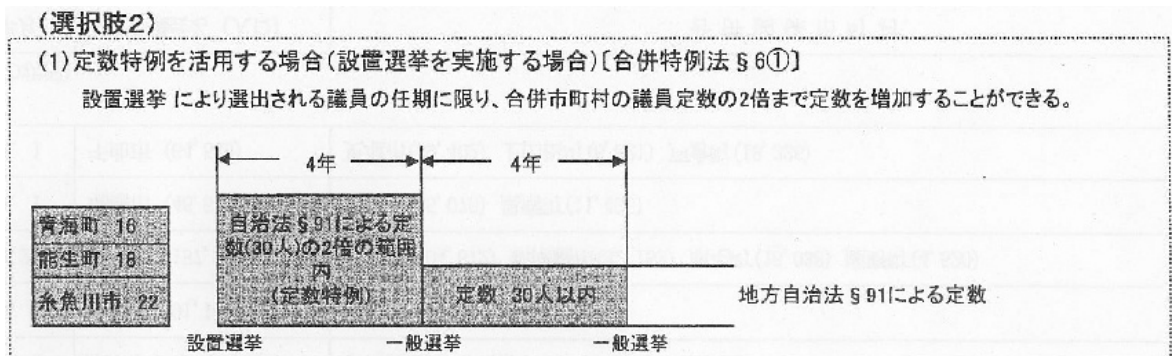 (選択肢2)
(1)定数特例を活用する場合(設置選挙を実施する場合)〔合併特例法§6①〕
設置選挙により選出される議員の任期に限り、合併市町村の議員定数の2倍まで定数を増加することができる。
4年
4年
青海町 16
能生町 18
糸魚川市 22
自治法§91による定
数(30人)の2倍の範囲
内
(定数特例)
定数 30人以内
地方自治法§91による定数
設置選挙
一般選挙
一般選挙